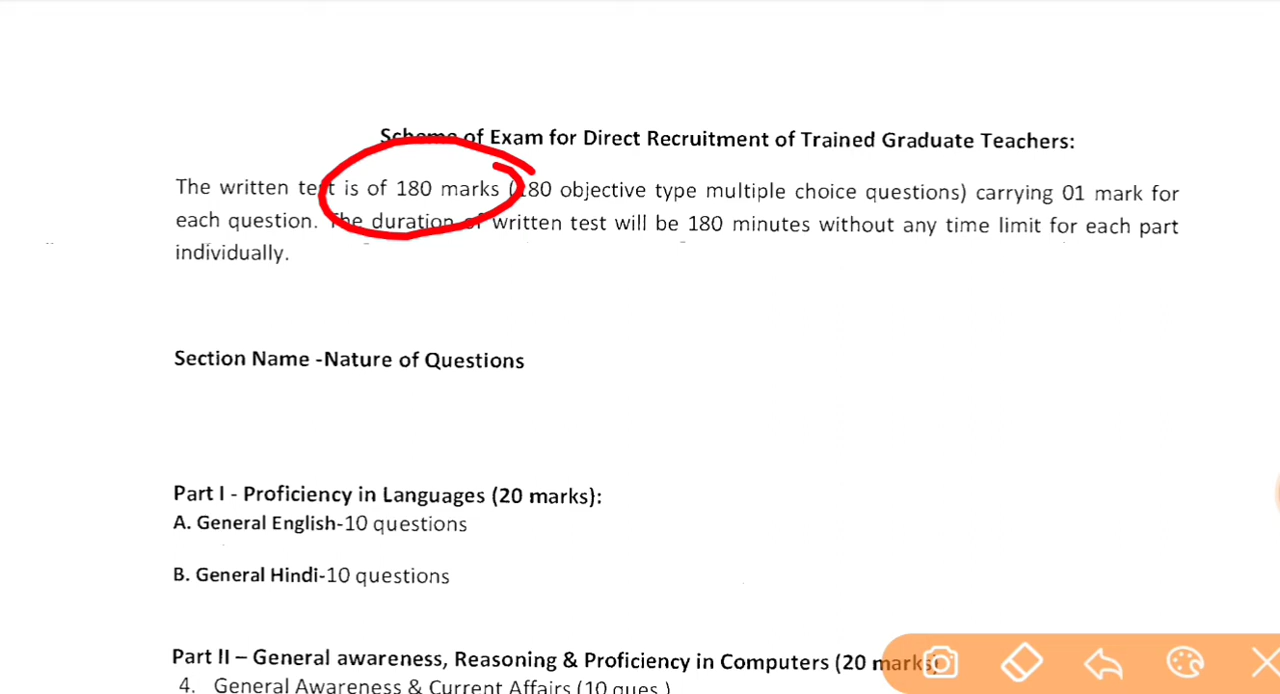 Scheme of Exam for Direct Recruitment of Trained Graduate Teachers:
The written test is of 180 marks (180 objective type multiple choice questions) carrying 01 mark for
each question. The duration of written test will be 180 minutes without any time limit for each part
individually.
Section Name -Nature of Questions
Part I - Proficiency in Languages (20 marks):
A. General English-10 questions
B. General Hindi-10 questions
Part II – General awareness, Reasoning & Proficiency in Computers (20 marks)
4. General Awareness & Current Affairs (10 ques.)